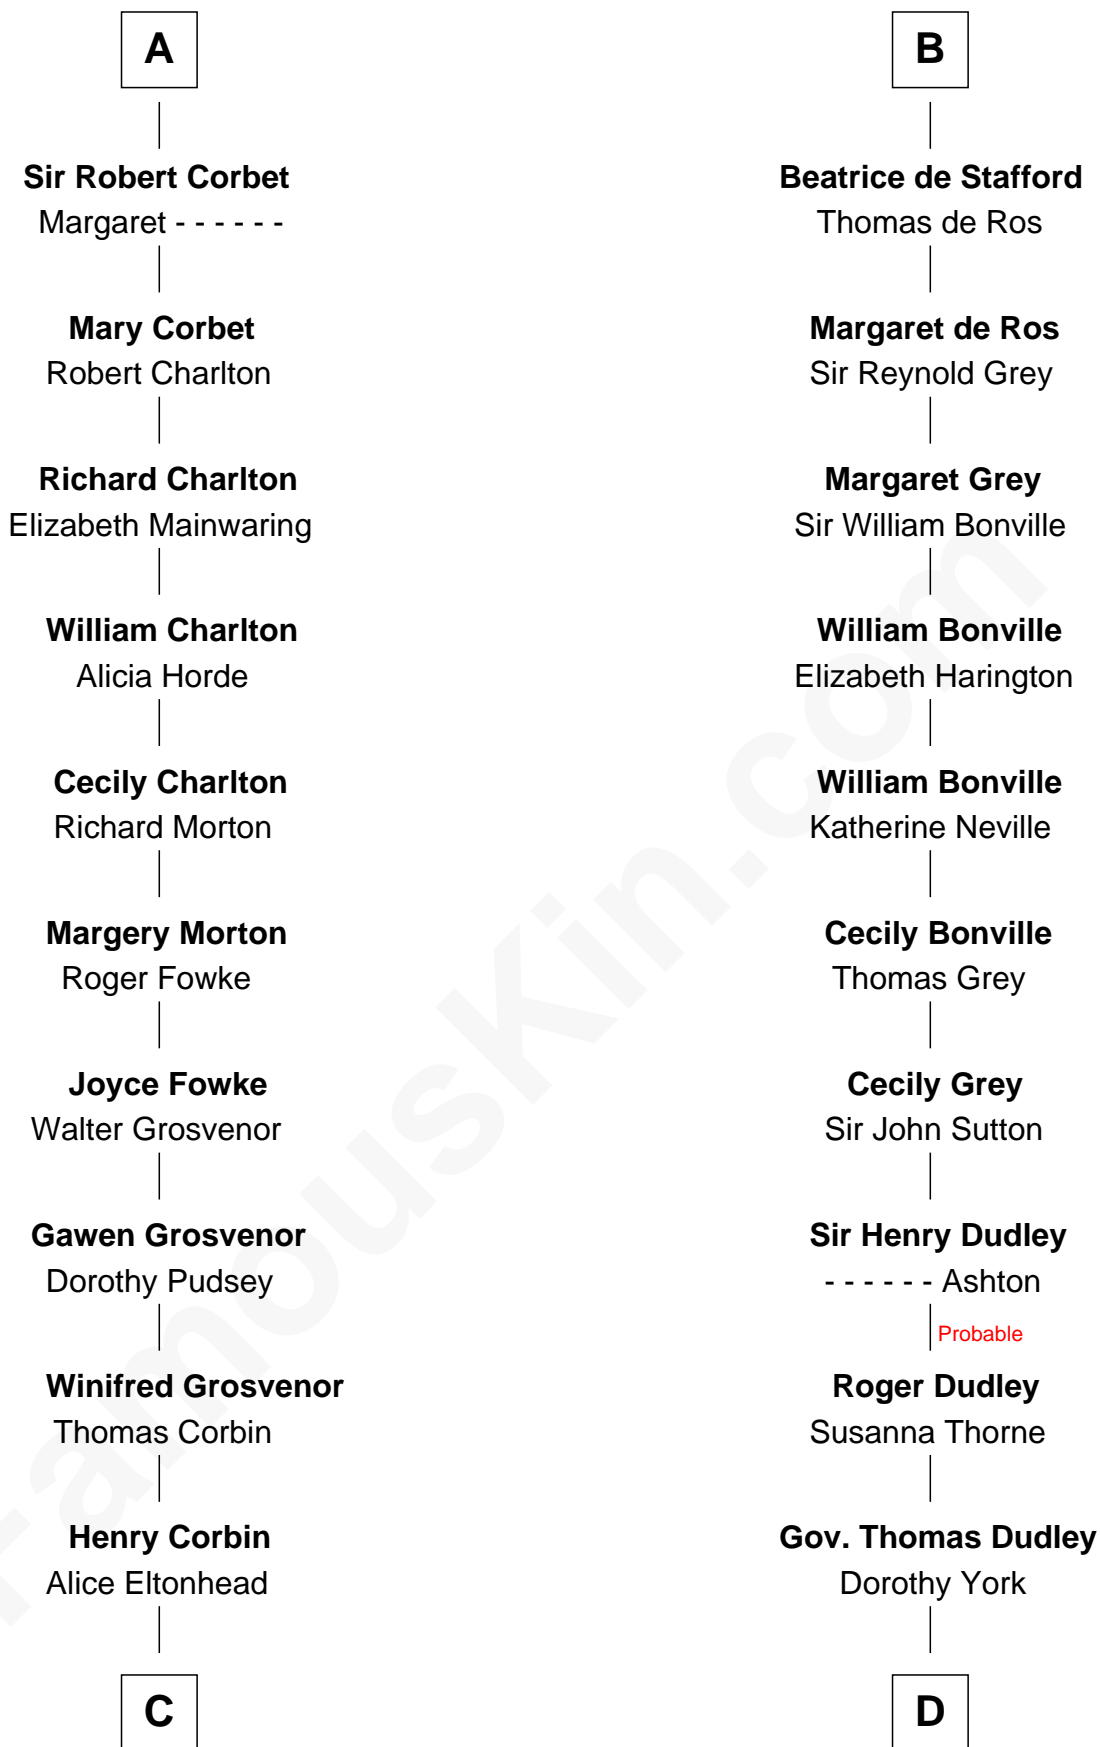 A
Sir Robert Corbet
Margaret - - - - - -
Mary Corbet
Robert Charlton
Richard Charlton
Elizabeth Mainwaring
William Charlton
Alicia Horde
Cecily Charlton
Richard Morton
Margery Morton
Roger Fowke
Joyce Fowke
Walter Grosvenor
Gawen Grosvenor
Dorothy Pudsey
Winifred Grosvenor
Thomas Corbin
Henry Corbin
Alice Eltonhead
C
B
Beatrice de Stafford
Thomas de Ros
Margaret de Ros
Sir Reynold Grey
Margaret Grey
Sir William Bonville
William Bonville
Elizabeth Harington
William Bonville
Katherine Neville
Cecily Bonville
Thomas Grey
Cecily Grey
Sir John Sutton
Sir Henry Dudley
- - - - - - Ashton
Probable
Roger Dudley
Susanna Thorne
Gov. Thomas Dudley
Dorothy York
D
FamousKin.com